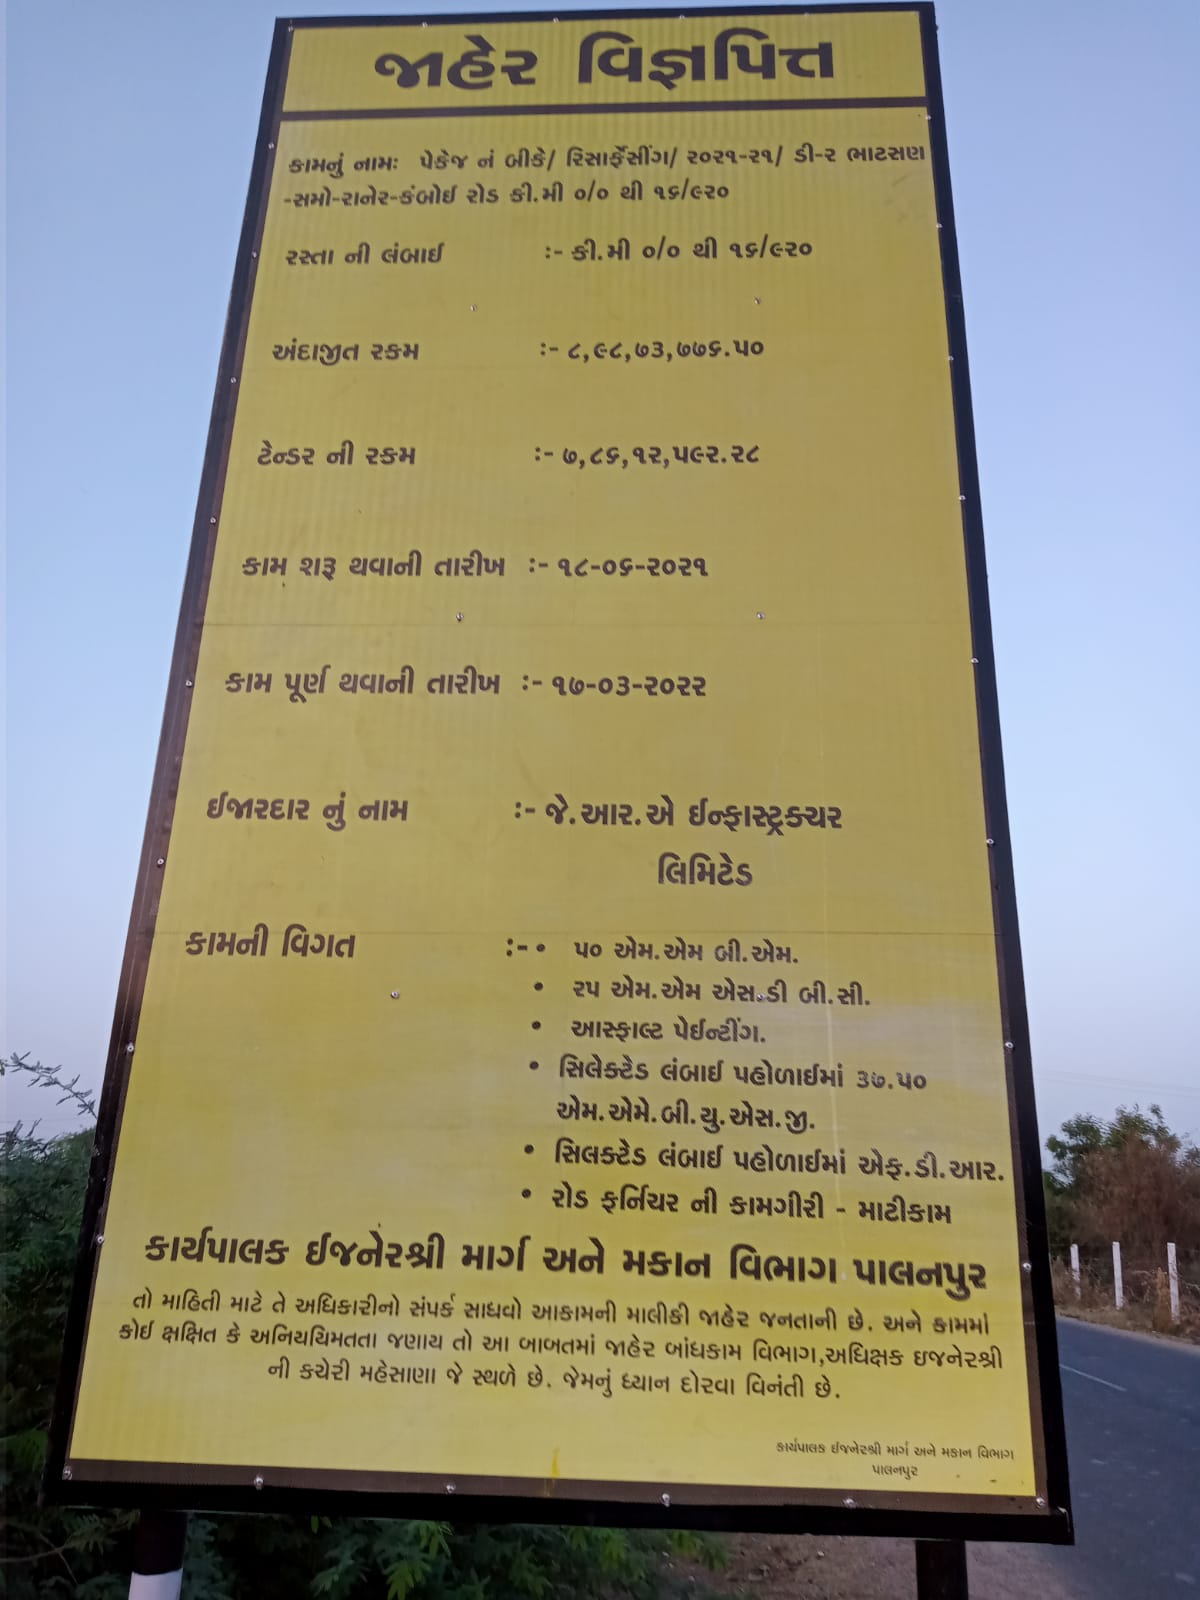 જાહેર વિજ્ઞપિત્ત
કામનું નામઃ પેકેજ નં બીકે/ રિસાર્ફેસીંગ/ ૨૦૨૧-૨૧/ ડી-૨ ભાટસણ
-સમો-રાનેર-કંબોઈ રોડ કી.મી ૦/૦ થી ૧૬/૯૨૦
રસ્તા ની લંબાઈ :- કી.મી ૦/૦ થી ૧૬/૯૨૦
અંદાજીત રકમ :- ૮,૯૮,૭૩,૭૭૬.૫૦
ટેન્ડર ની રકમ :- ૭,૮૬,૧૨,૫૯૨.૨૮
કામ શરૂ થવાની તારીખ :- ૧૮-૦૬-૨૦૨૧
કામ પૂર્ણ થવાની તારીખ :- ૧૭-૦૩-૨૦૨૨
ઈજારદાર નું નામ :- જે.આર.એ ઈન્ફાસ્ટ્રક્ચર
લિમિટેડ
કામની વિગત :- • ૫૦ એમ.એમ બી.એમ.
• ૨૫ એમ.એમ એસ.ડી બી.સી.
• આસ્ફાલ્ટ પેઈન્ટીંગ.
• સિલેક્ટેડ લંબાઈ પહોળાઈમાં ૩૭.૫૦
એમ.એમે.બી.યુ.એસ.જી.
• સિલક્ટેડ લંબાઈ પહોળાઈમાં એફ.ડી.આર.
• રોડ ફર્નિચર ની કામગીરી - માટીકામ
કાર્યપાલક ઈજનેરશ્રી માર્ગ અને મકાન વિભાગ પાલનપુર
તો માહિતી માટે તે અધિકારીનો સંપર્ક સાધવો આકામની માલીકી જાહેર જનતાની છે. અને કામમાં
કોઈ ક્ષક્ષિત કે અનિયયિમતતા જણાય તો આ બાબતમાં જાહેર બાંધકામ વિભાગ,અધિક્ષક ઇજનેરશ્રી
ની કચેરી મહેસાણા જે સ્થળે છે. જેમનું ધ્યાન દોરવા વિનંતી છે.
કાર્યપાલક ઈજનેરશ્રી માર્ગ અને મકાન વિભાગ
પાલનપુર